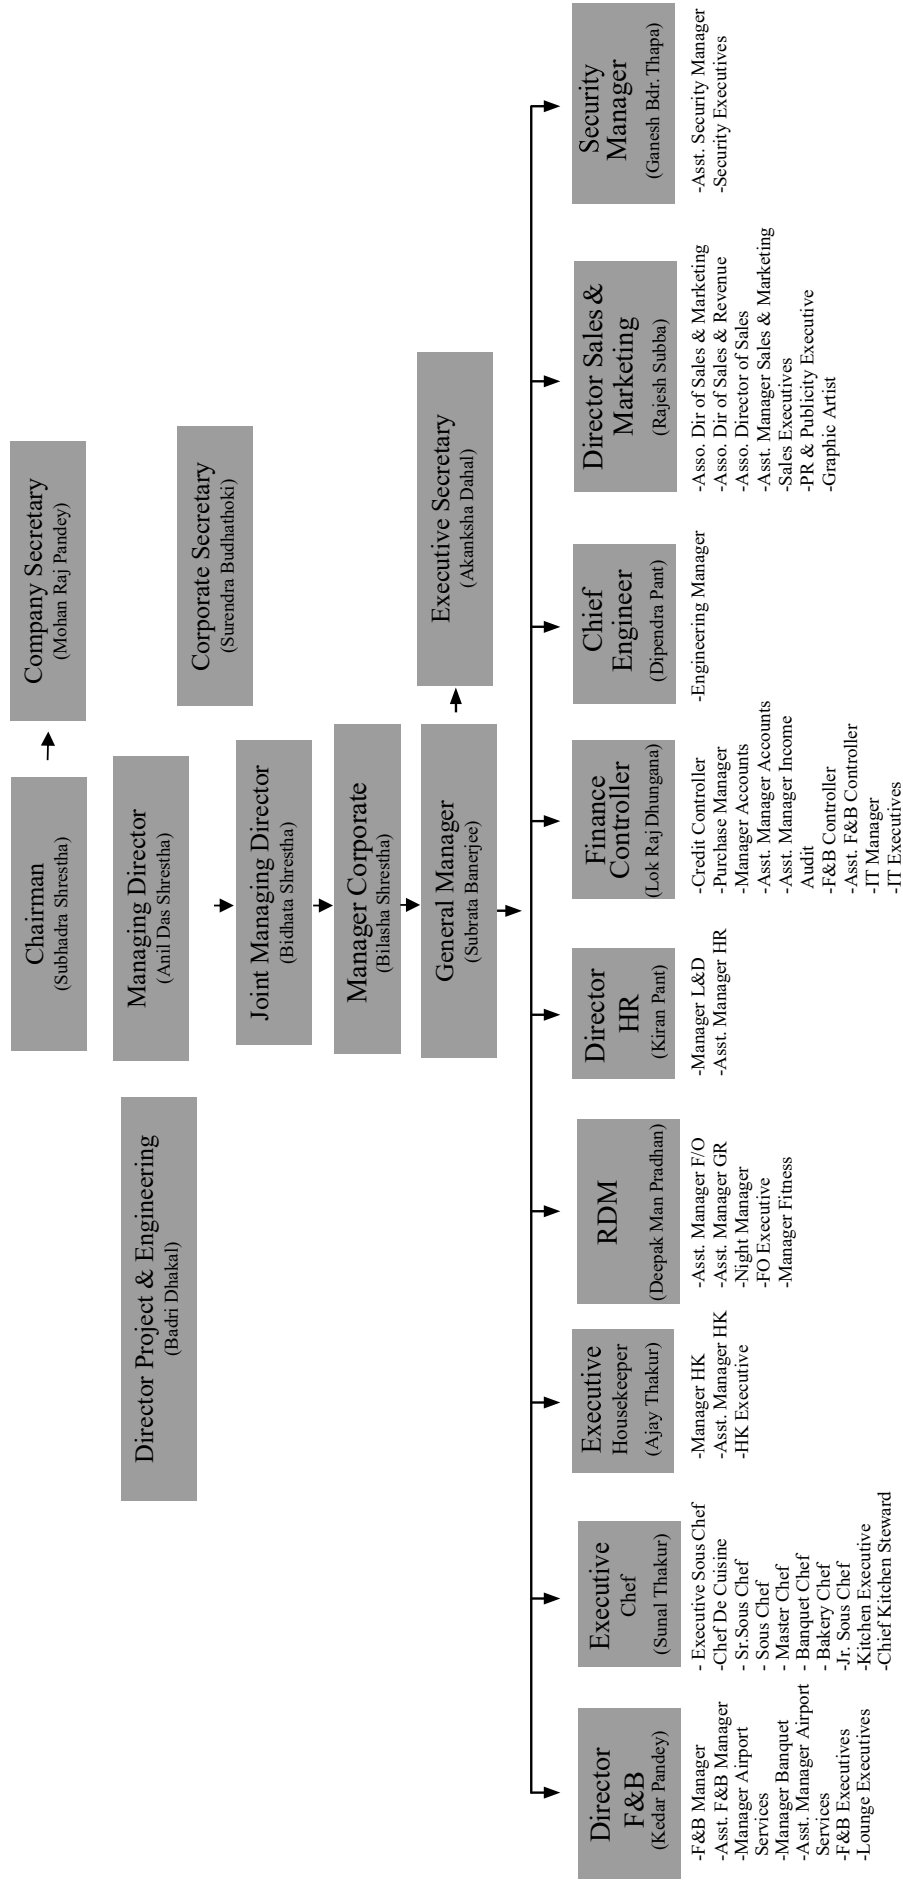 Chairman
(Subhadra Shrestha)
Company Secretary
(Mohan Raj Pandey)
Director Project & Engineering
(Badri Dhakal)
Managing Director
(Anil Das Shrestha)
Corporate Secretary
(Surendra Budhathoki)
Joint Managing Director
(Bidhata Shrestha)
Manager Corporate
(Bilasha Shrestha)
General Manager
(Subrata Banerjee)
Executive Secretary
(Akanksha Dahal)
Director
F&B
(Kedar Pandey)
-F&B Manager
-Asst. F&B Manager
-Manager Airport
Services
-Manager Banquet
-Asst. Manager Airport
Services
-F&B Executives
-Lounge Executives
Executive
Chef
(Sunal Thakur)
- Executive Sous Chef
-Chef De Cuisine
- Sr.Sous Chef
- Sous Chef
- Master Chef
- Banquet Chef
- Bakery Chef
-Jr. Sous Chef
-Kitchen Executive
-Chief Kitchen Steward
Executive
Housekeeper
(Ajay Thakur)
-Manager HK
-Asst. Manager HK
-HK Executive
RDM
(Deepak Man Pradhan)
-Asst. Manager F/O
-Asst. Manager GR
-Night Manager
-FO Executive
-Manager Fitness
Director
HR
(Kiran Pant)
-Manager L&D
-Asst. Manager HR
Finance
Controller
(Lok Raj Dhungana)
-Credit Controller
-Purchase Manager
-Manager Accounts
-Asst. Manager Accounts
-Asst. Manager Income
Audit
-F&B Controller
-Asst. F&B Controller
-IT Manager
-IT Executives
Chief
Engineer
(Dipendra Pant)
-Engineering Manager
Director Sales &
Marketing
(Rajesh Subba)
-Asso. Dir of Sales & Marketing
-Asso. Dir of Sales & Revenue
-Asso. Director of Sales
-Asst. Manager Sales & Marketing
-Sales Executives
-PR & Publicity Executive
-Graphic Artist
Security
Manager
(Ganesh Bdr. Thapa)
-Asst. Security Manager
-Security Executives